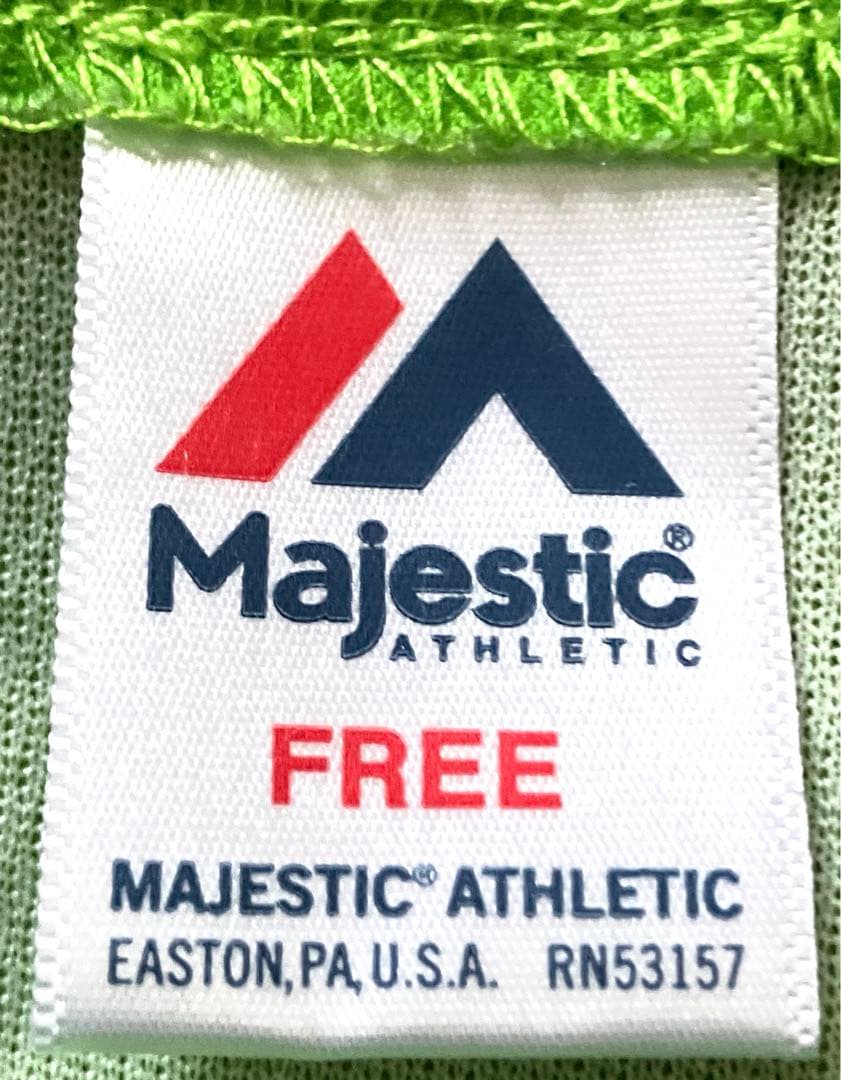 Majestic®
ATHLETIC
FREE
MAJESTIC® ATHLETIC
EASTON, PA, U.S.A. RN53157